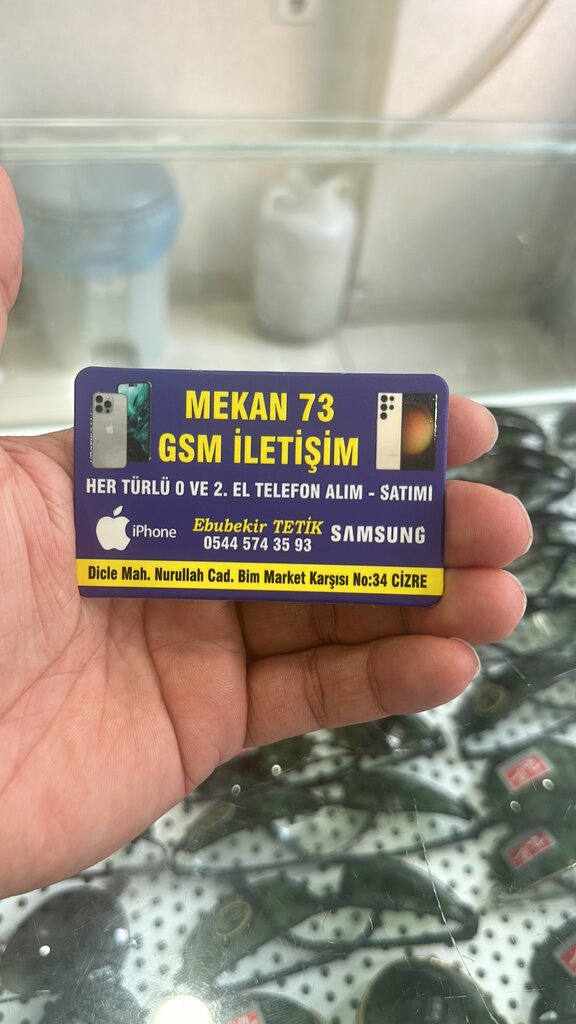 MEKAN 73
GSM İLETİŞİM
HER TÜRLÜ 0 VE 2. EL TELEFON ALIM - SATIMI
iPhone
Ebubekir TETİK
0544 574 35 93
SAMSUNG
Dicle Mah. Nurullah Cad. Bim Market Karşısı No:34 CİZRE